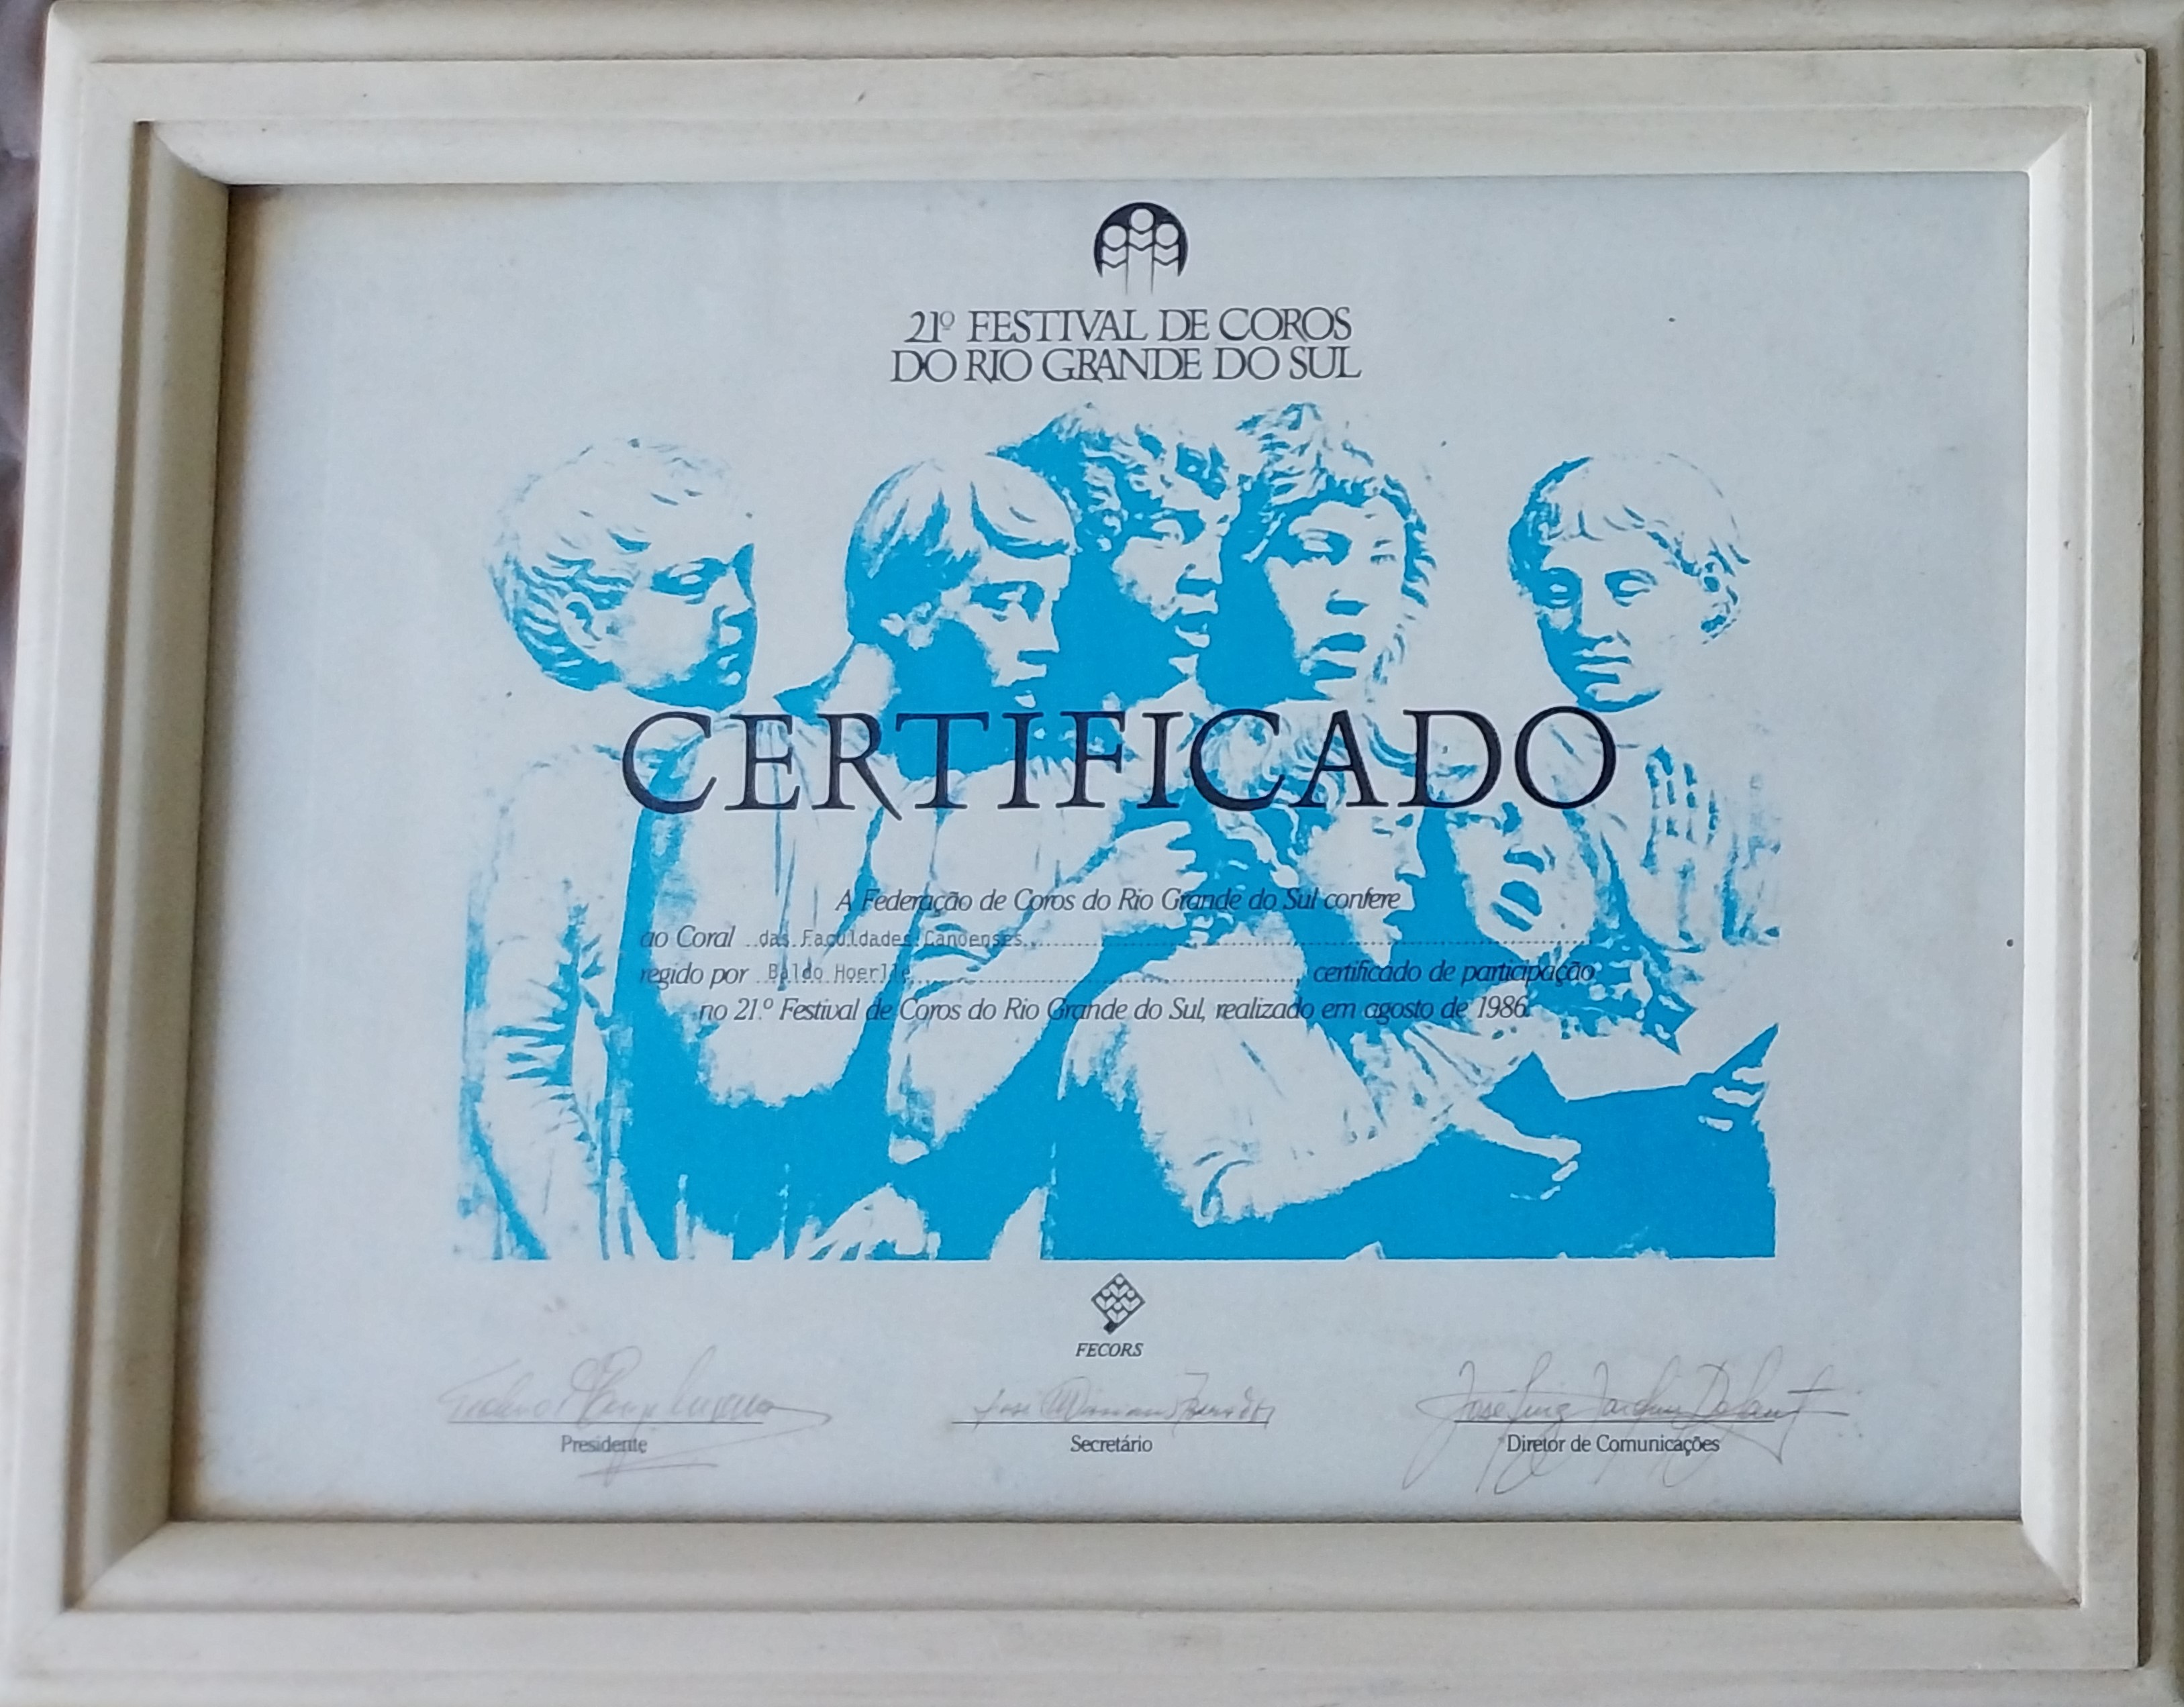 21º FESTIVAL DE COROS
DO RIO GRANDE DO SUL
CERTIFICADO
A Federação de Coros do Rio Grande do Sul confere
ao Coral das Faculdades Canoenses
regido por Baldo Hoerlle certificado de participação
no 21.º Festival de Coros do Rio Grande do Sul, realizado em agosto de 1986.
FECORS
Presidente
Secretário
Diretor de Comunicações